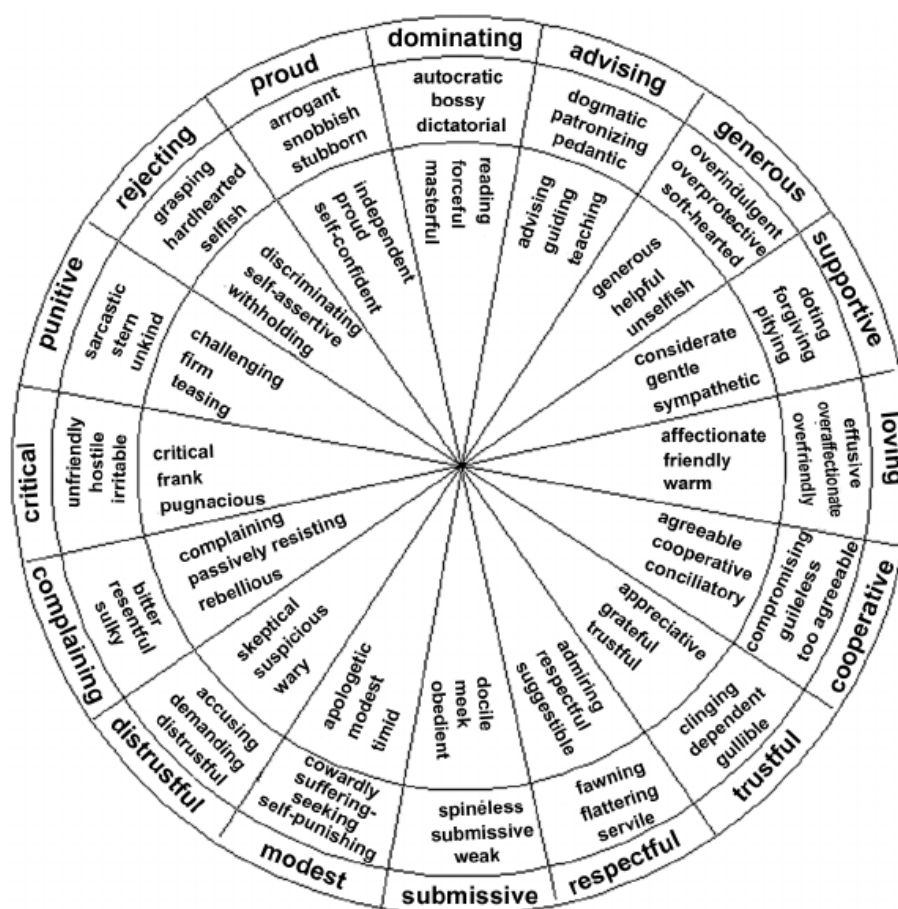 dominating
autocratic
bossy
dictatorial
reading
forceful
masterful
advising
dogmatic
patronizing
pedantic
advising
guiding
teaching
generous
overindulgent
overprotective
soft-hearted
generous
helpful
unselfish
supportive
doting
forgiving
pitying
considerate
gentle
sympathetic
loving
effusive
overaffectionate
overfriendly
affectionate
friendly
warm
cooperative
compromising
guileless
too agreeable
agreeable
cooperative
conciliatory
trustful
clinging
dependent
gullible
appreciative
grateful
trustful
respectful
fawning
flattering
servile
admiring
respectful
suggestible
submissive
spineless
submissive
weak
docile
meek
obedient
modest
cowardly
suffering-
seeking
self-punishing
apologetic
modest
timid
distrustful
accusing
demanding
distrustful
skeptical
suspicious
wary
complaining
bitter
resentful
sulky
complaining
passively resisting
rebellious
critical
unfriendly
hostile
irritable
critical
frank
pugnacious
punitive
sarcastic
stern
unkind
challenging
firm
teasing
rejecting
grasping
hardhearted
selfish
discriminating
self-assertive
withholding
proud
arrogant
snobbish
stubborn
independent
proud
self-confident